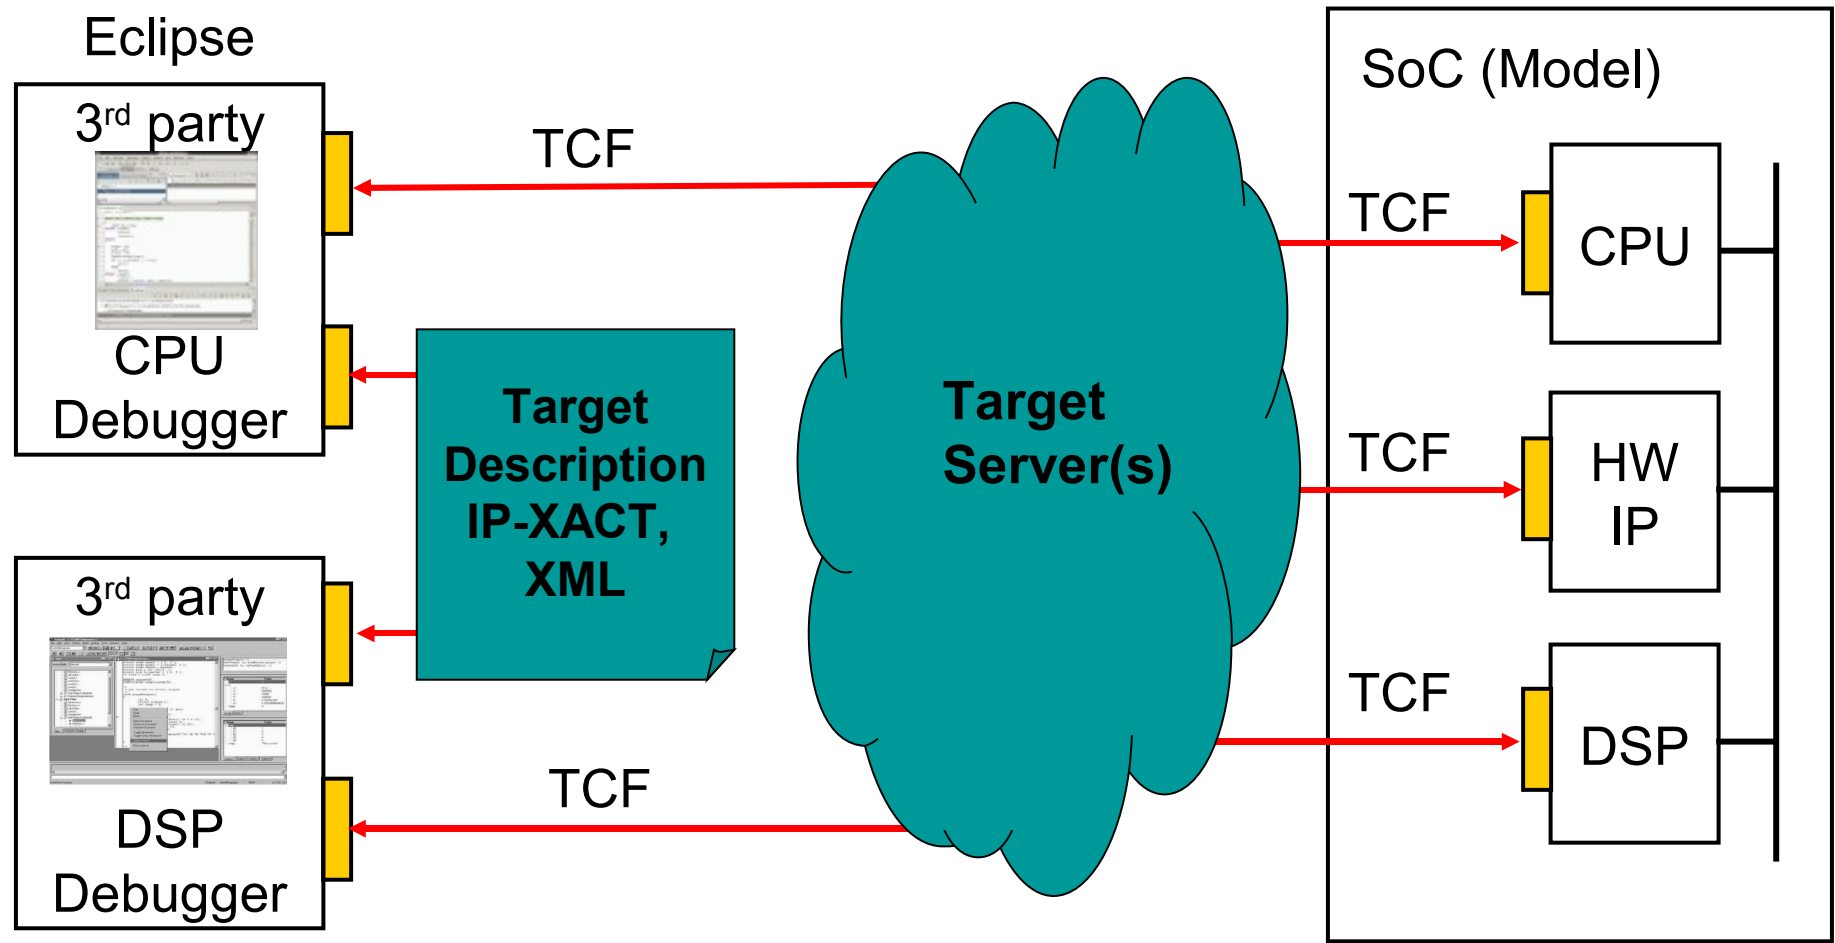 Eclipse
3rd party
CPU
Debugger
3rd party
DSP
Debugger
TCF
Target
Description
IP-XACT,
XML
TCF
Target
Server(s)
SoC (Model)
TCF
CPU
TCF
HW
IP
TCF
DSP